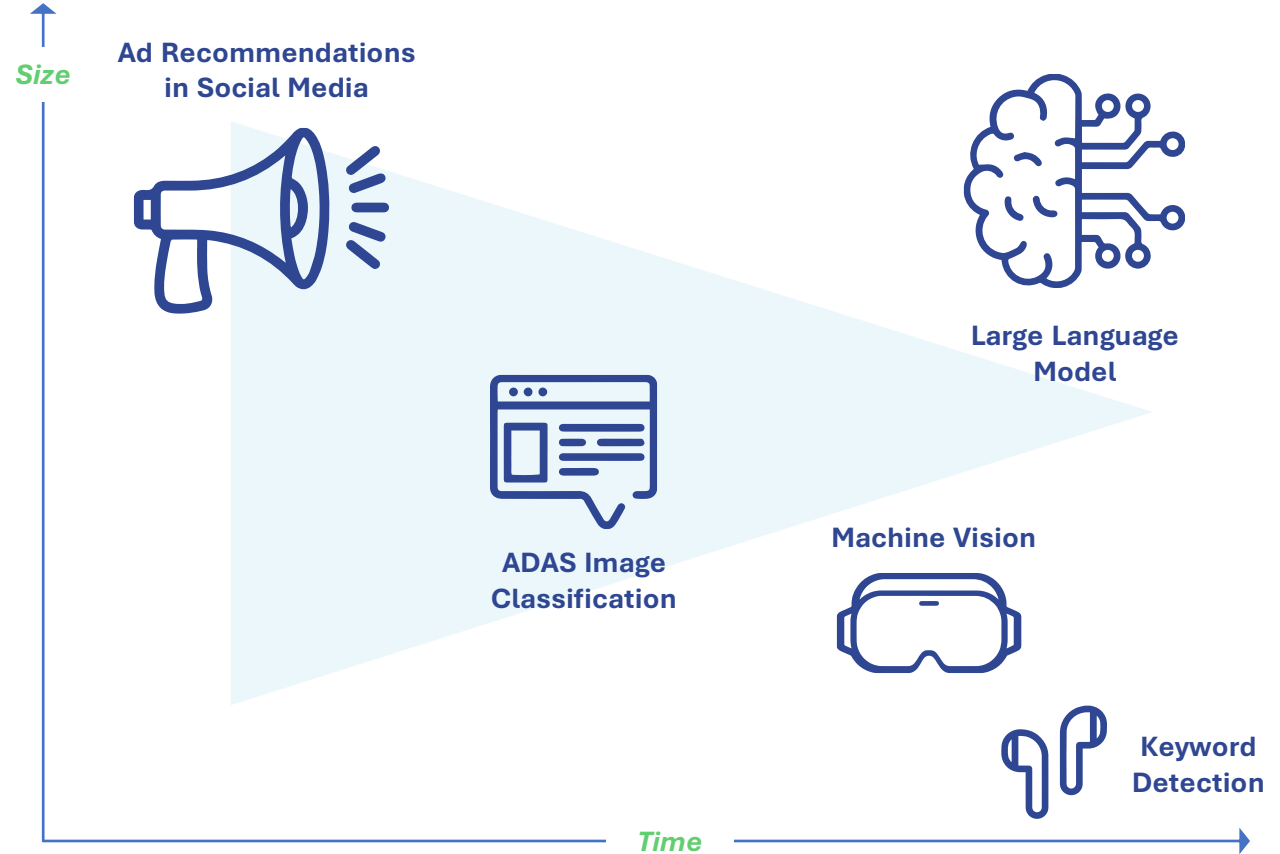 Ad Recommendations
in Social Media
Size
Large Language
Model
Machine Vision
ADAS Image
Classification
Keyword
Detection
Time